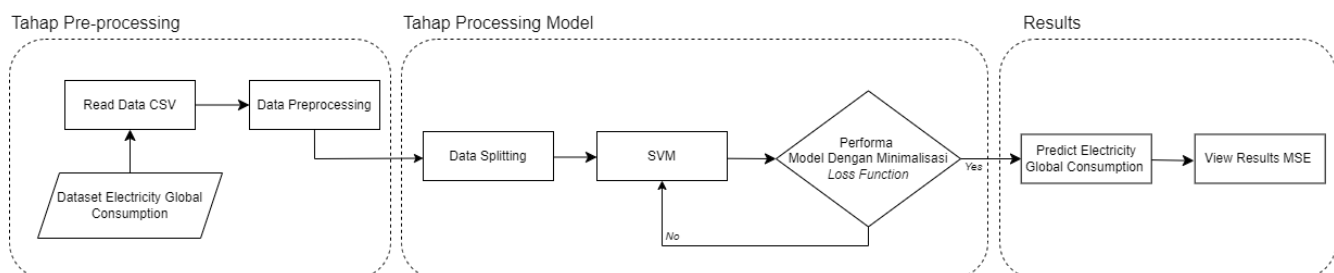 Tahap Pre-processing
Tahap Processing Model
Results
Read Data CSV
Data Preprocessing
Dataset Electricity Global
Consumption
Data Splitting
SVM
Performa
Model Dengan Minimalisasi
Loss Function
Yes
No
Predict Electricity
Global Consumption
View Results MSE